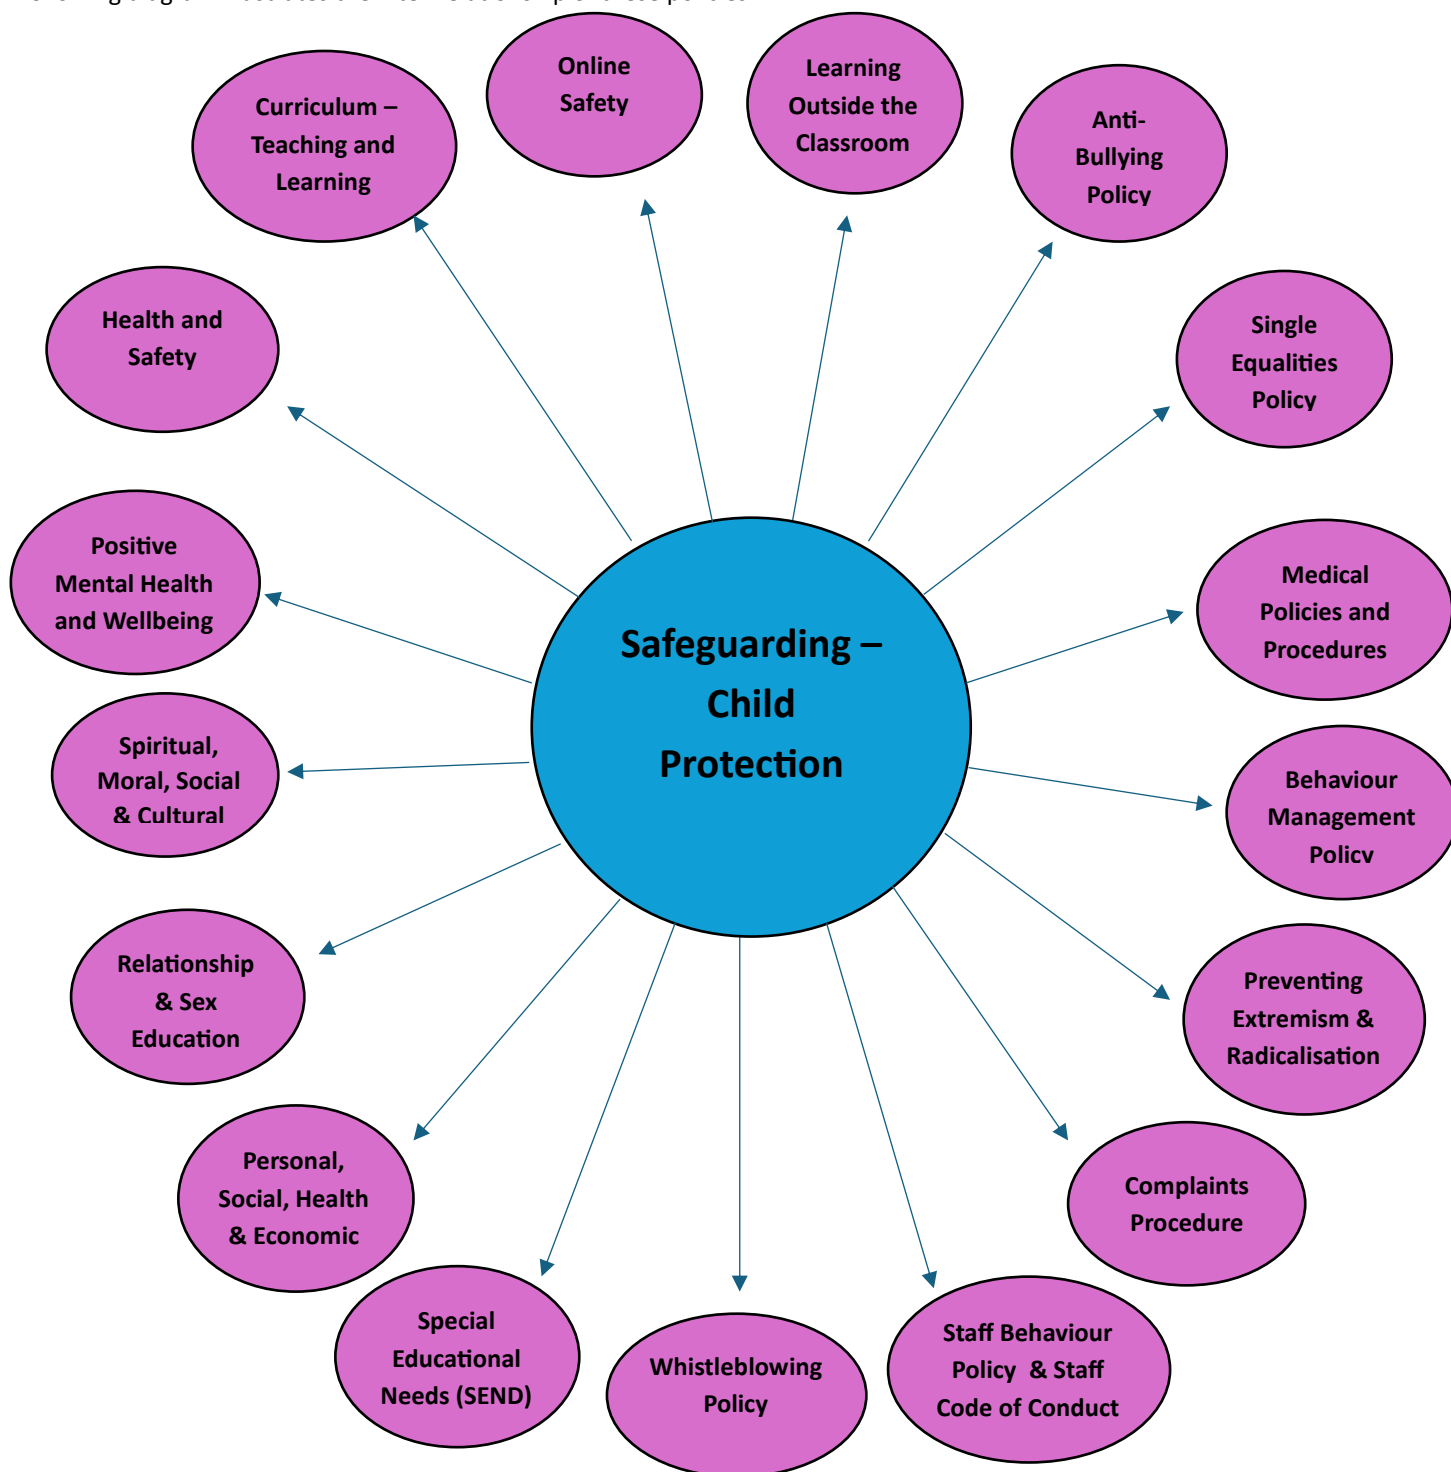 Online
Safety
Learning
Outside the
Classroom
Curriculum –
Teaching and
Learning
Anti-
Bullying
Policy
Health and
Safety
Single
Equalities
Policy
Positive
Mental Health
and Wellbeing
Medical
Policies and
Procedures
Safeguarding –
Child
Protection
Spiritual,
Moral, Social
& Cultural
Behaviour
Management
Policy
Relationship
& Sex
Education
Preventing
Extremism &
Radicalisation
Personal,
Social, Health
& Economic
Complaints
Procedure
Special
Educational
Needs (SEND)
Whistleblowing
Policy
Staff Behaviour
Policy & Staff
Code of Conduct